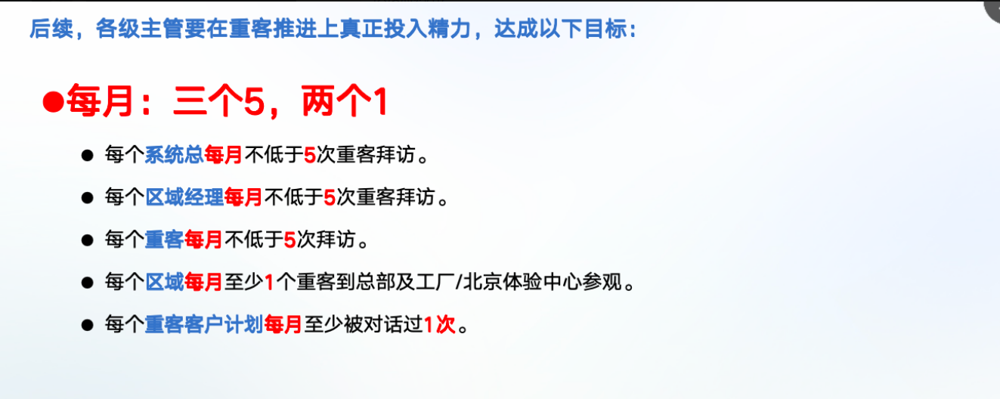 后续，各级主管要在重客推进上真正投入精力，达成以下目标：
●每月：三个5，两个1
● 每个系统总每月不低于5次重客拜访。
● 每个区域经理每月不低于5次重客拜访。
● 每个重客每月不低于5次拜访。
● 每个区域每月至少1个重客到总部及工厂/北京体验中心参观。
● 每个重客客户计划每月至少被对话过1次。